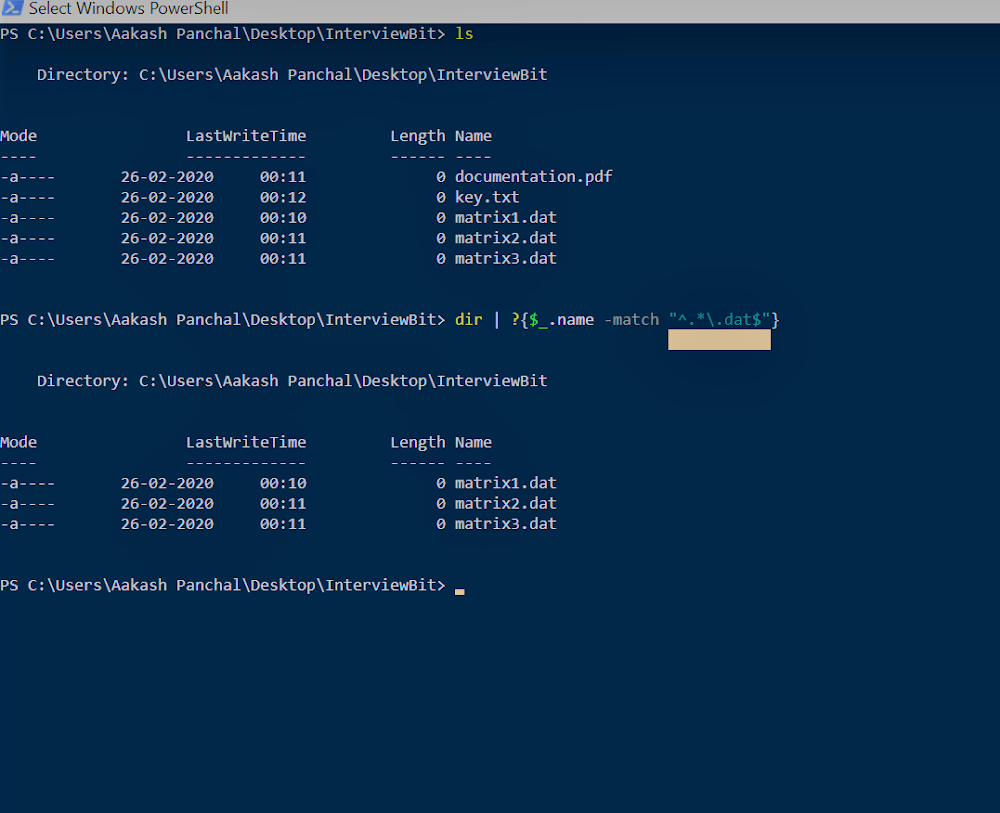 Select Windows PowerShell
PS C:\Users\Aakash Panchal\Desktop\InterviewBit> ls
Directory: C:\Users\Aakash Panchal\Desktop\InterviewBit
Mode LastWriteTime Length Name
---- ------------- ------ ----
-a---- 26-02-2020 00:11 0 documentation.pdf
-a---- 26-02-2020 00:12 0 key.txt
-a---- 26-02-2020 00:10 0 matrix1.dat
-a---- 26-02-2020 00:11 0 matrix2.dat
-a---- 26-02-2020 00:11 0 matrix3.dat
PS C:\Users\Aakash Panchal\Desktop\InterviewBit> dir | ?{$_.name -match "^.*\.dat$"}
Directory: C:\Users\Aakash Panchal\Desktop\InterviewBit
Mode LastWriteTime Length Name
---- ------------- ------ ----
-a---- 26-02-2020 00:10 0 matrix1.dat
-a---- 26-02-2020 00:11 0 matrix2.dat
-a---- 26-02-2020 00:11 0 matrix3.dat
PS C:\Users\Aakash Panchal\Desktop\InterviewBit>